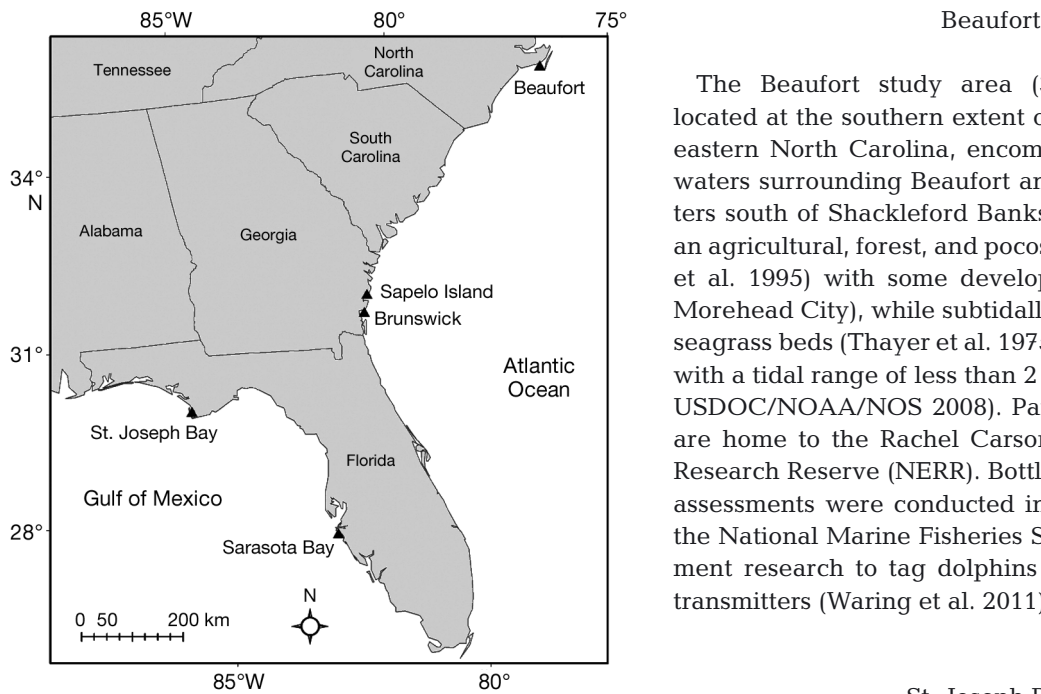 85°W 80° 75°
Tennessee
North
Carolina
Beaufort
South
Carolina
34°
N
Alabama
Georgia
Sapelo Island
Brunswick
31°
Atlantic
Ocean
St. Joseph Bay
Florida
Gulf of Mexico
28°
Sarasota Bay
N
0 50 200 km
85°W 80°
Beaufort
The Beaufort study area (
located at the southern extent
eastern North Carolina, encom
waters surrounding Beaufort
ters south of Shackleford Banks
an agricultural, forest, and pocos
et al. 1995) with some develop
Morehead City), while subtidall
seagrass beds (Thayer et al. 197
with a tidal range of less than 2
USDOC/NOAA/NOS 2008). Pa
are home to the Rachel Carson
Research Reserve (NERR). Bottl
assessments were conducted in
the National Marine Fisheries S
ment research to tag dolphins
transmitters (Waring et al. 2011)
St. Joseph